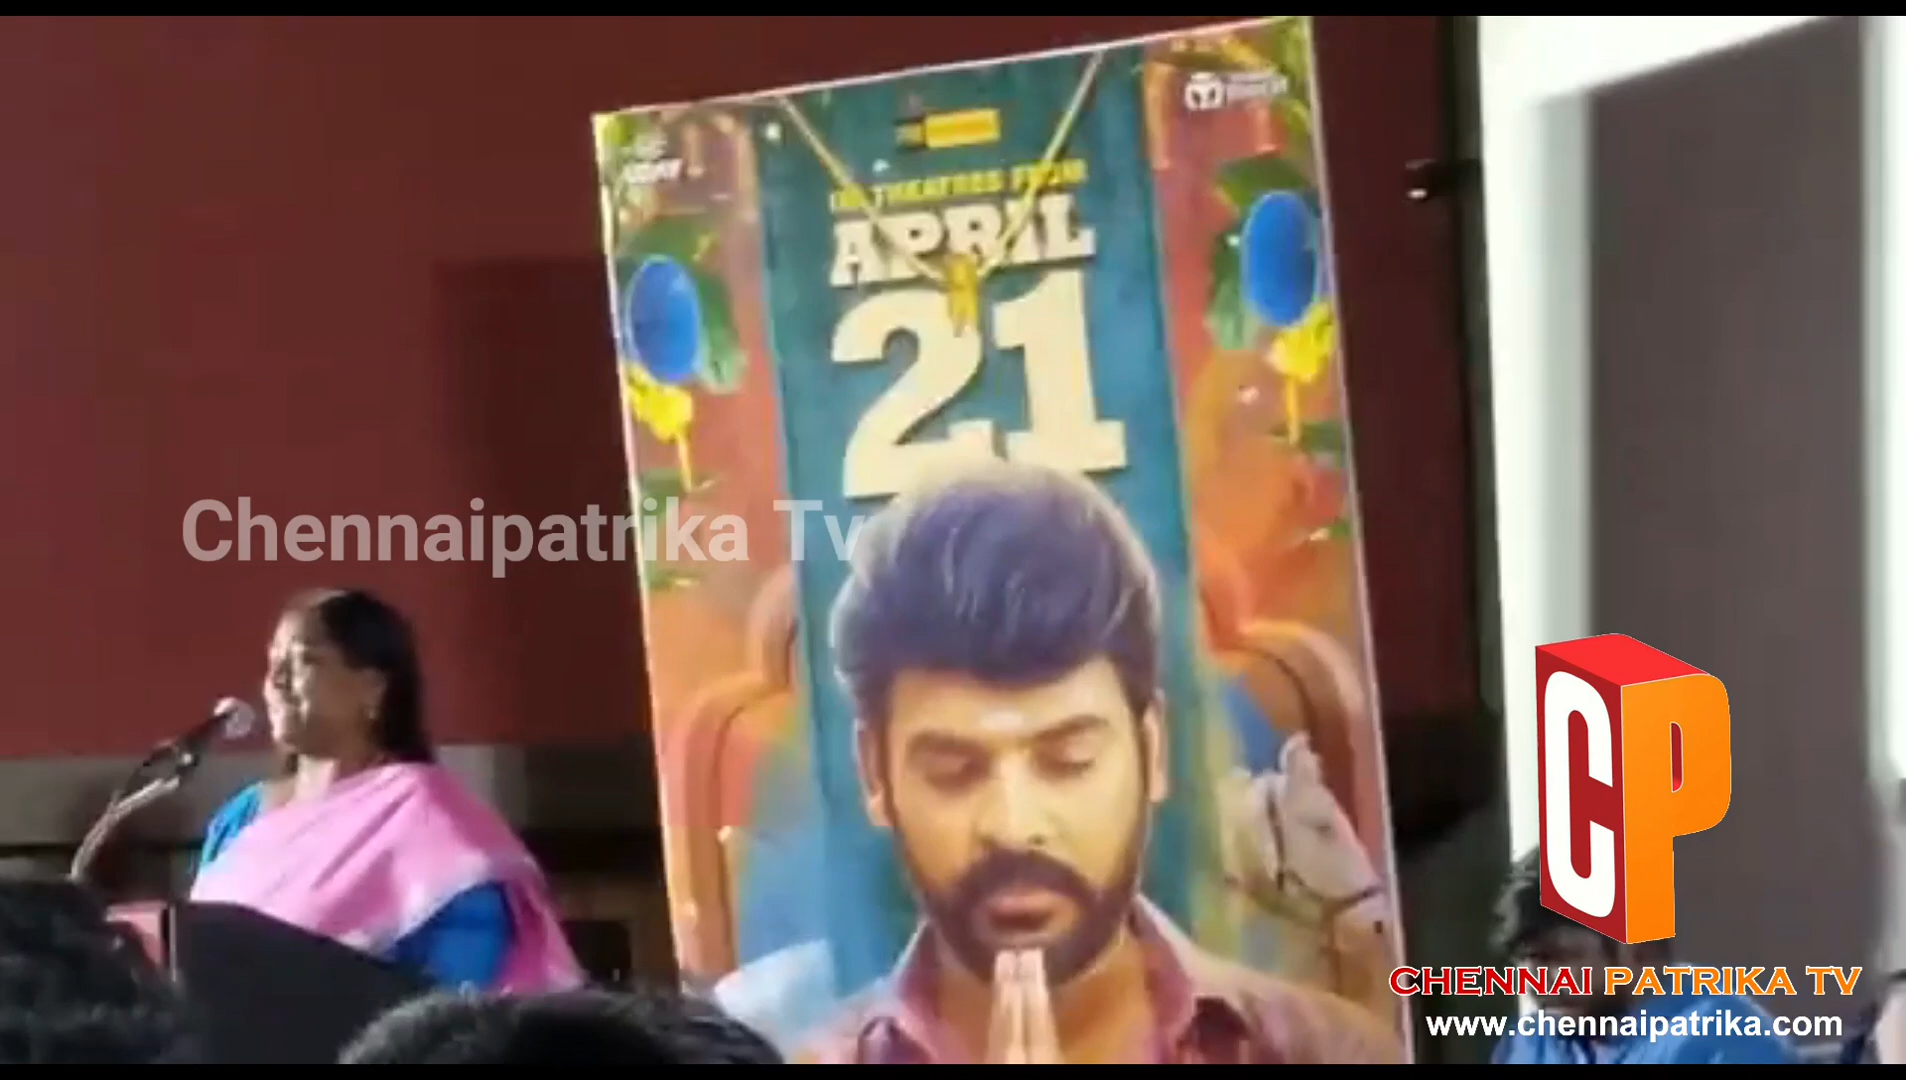 IN THEATRES FROM
APRIL
21
Chennaipatrika Tv
CP
CHENNAI PATRIKA TV
www.chennaipatrika.com